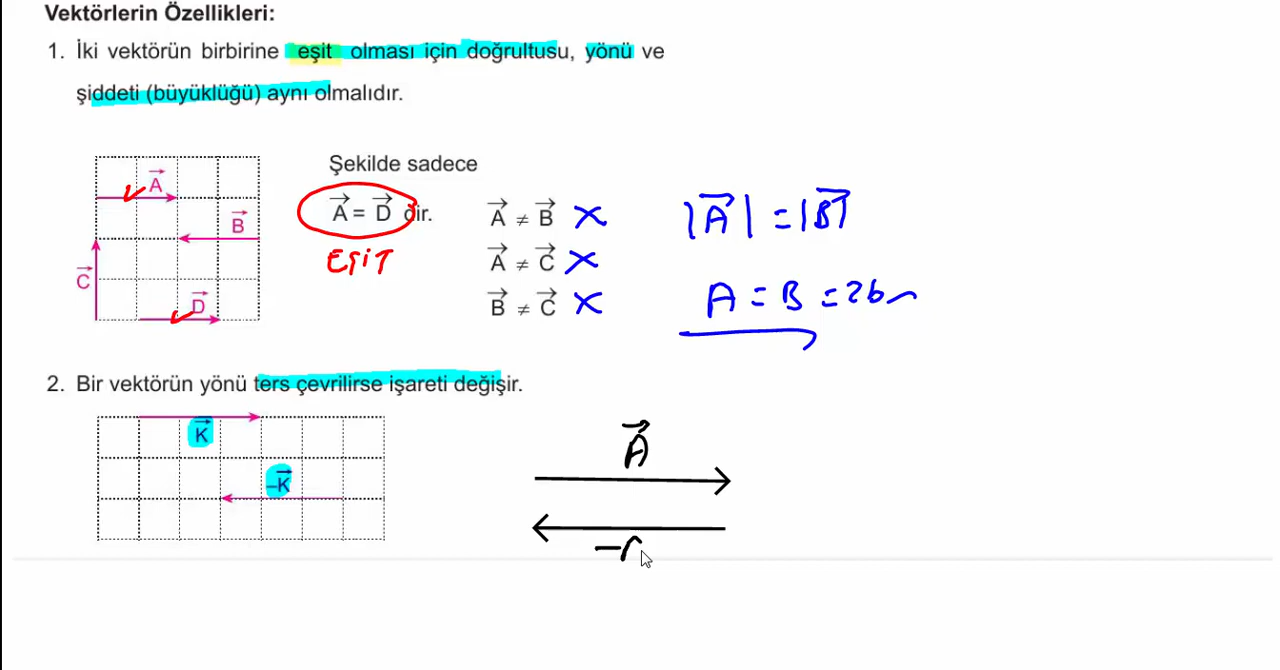 Vektörlerin Özellikleri:
1. İki vektörün birbirine eşit olması için doğrultusu, yönü ve
şiddeti (büyüklüğü) aynı olmalıdır.
Şekilde sadece
A
B
C
D
A = D dir.
EŞİT
A ≠ B X
A ≠ C X
B ≠ C X
|A| = |B|
A = B = 2br
2. Bir vektörün yönü ters çevrilirse işareti değişir.
K
–K
A